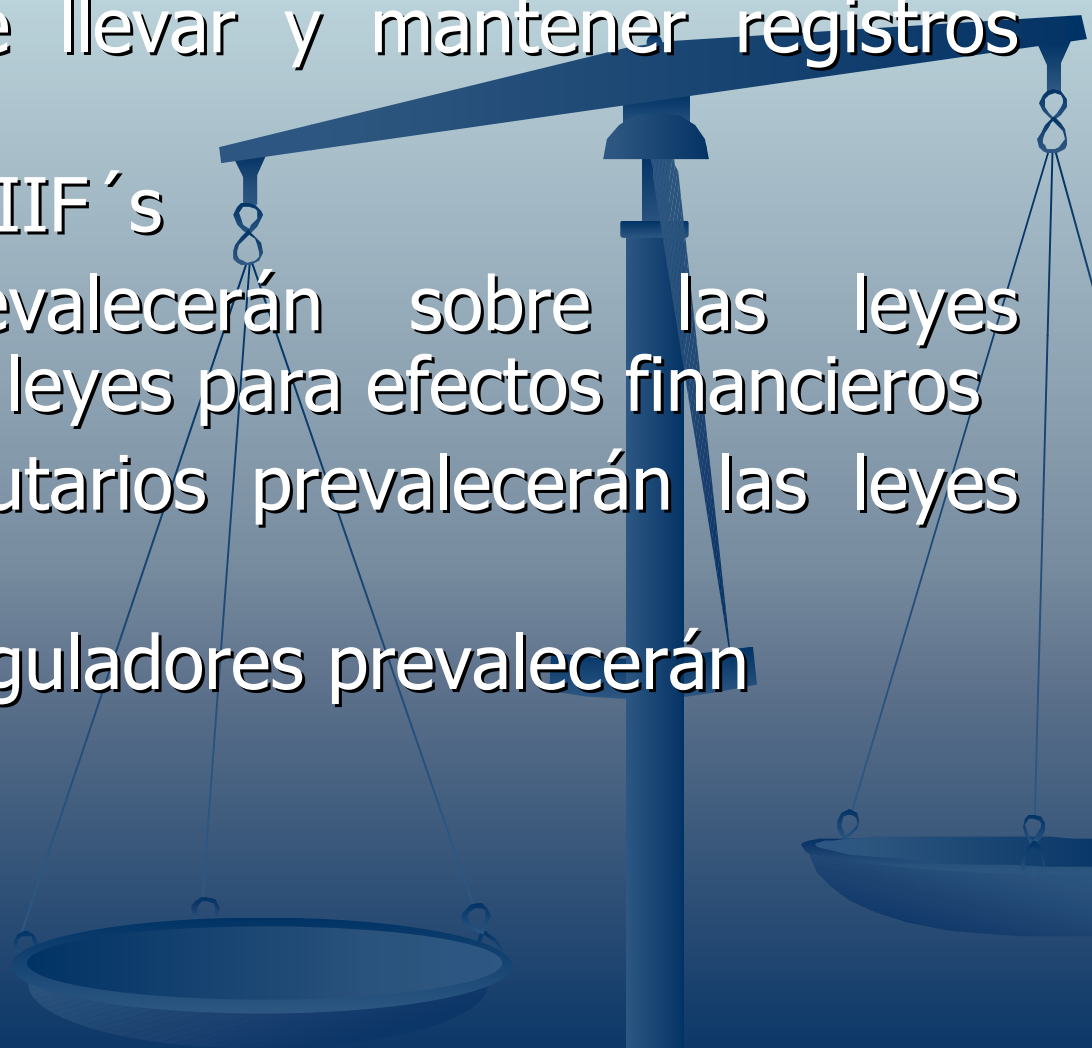 e llevar y mantener registros
IIF´s
evalecerán sobre las leyes
leyes para efectos financieros
utarios prevalecerán las leyes
guladores prevalecerán